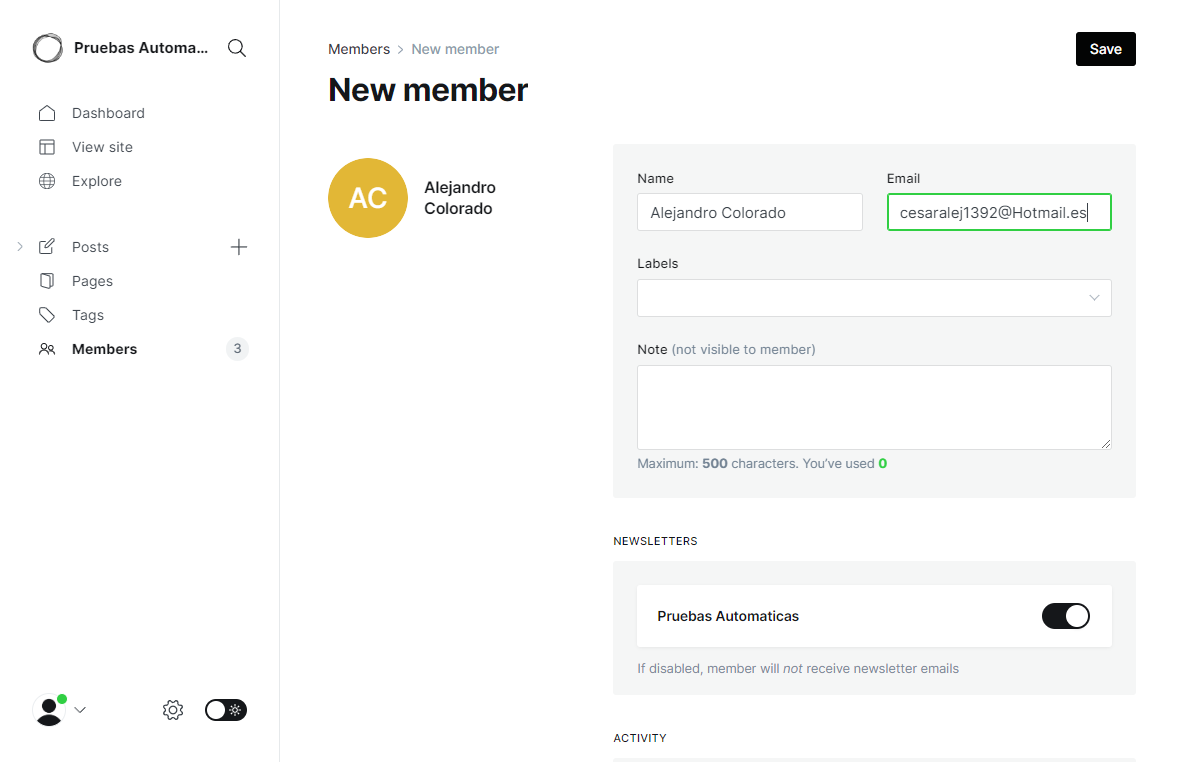 Pruebas Automa...
Dashboard
View site
Explore
Posts
Pages
Tags
Members
3
Members > New member
Save
New member
AC
Alejandro
Colorado
Name
Email
Alejandro Colorado
cesaralej1392@Hotmail.es
Labels
Note (not visible to member)
Maximum: 500 characters. You’ve used 0
NEWSLETTERS
Pruebas Automaticas
If disabled, member will not receive newsletter emails
ACTIVITY